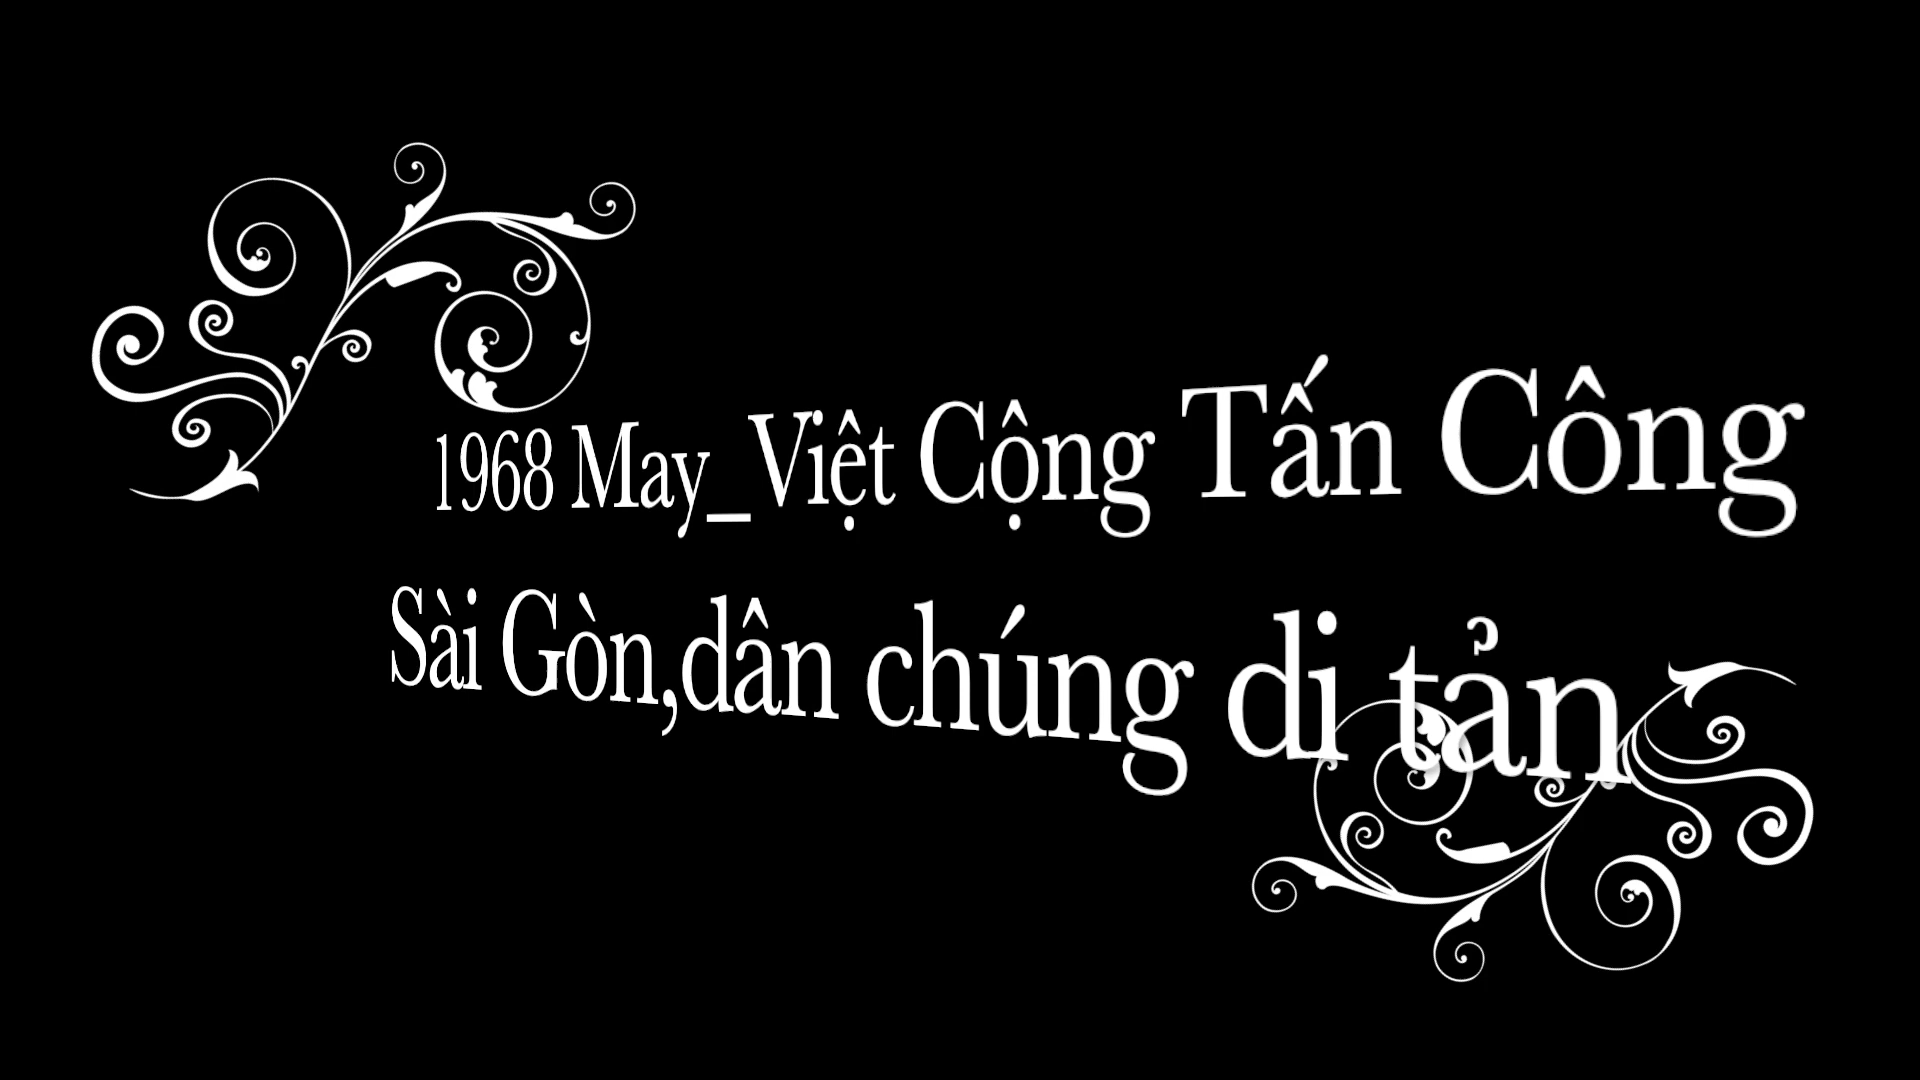 1968 May_Việt Cộng Tấn Công
Sài Gòn,dân chúng di tản